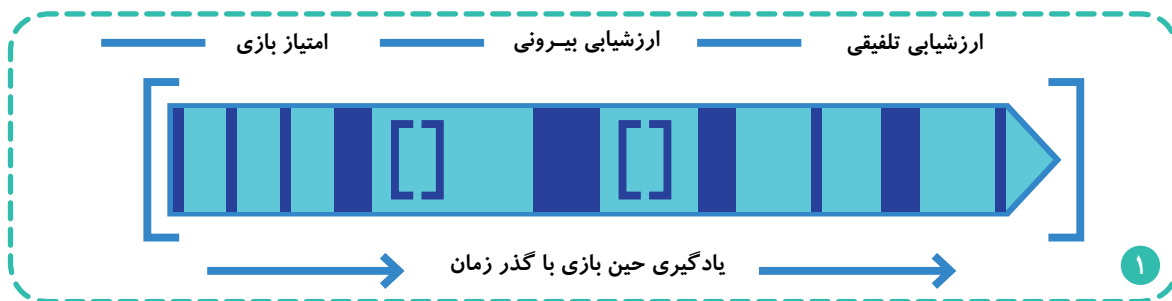 ارزشیابی تلفیقی
ارزشیابی بیـرونی
امتیاز بازی
یادگیری حین بازی با گذر زمان
۱